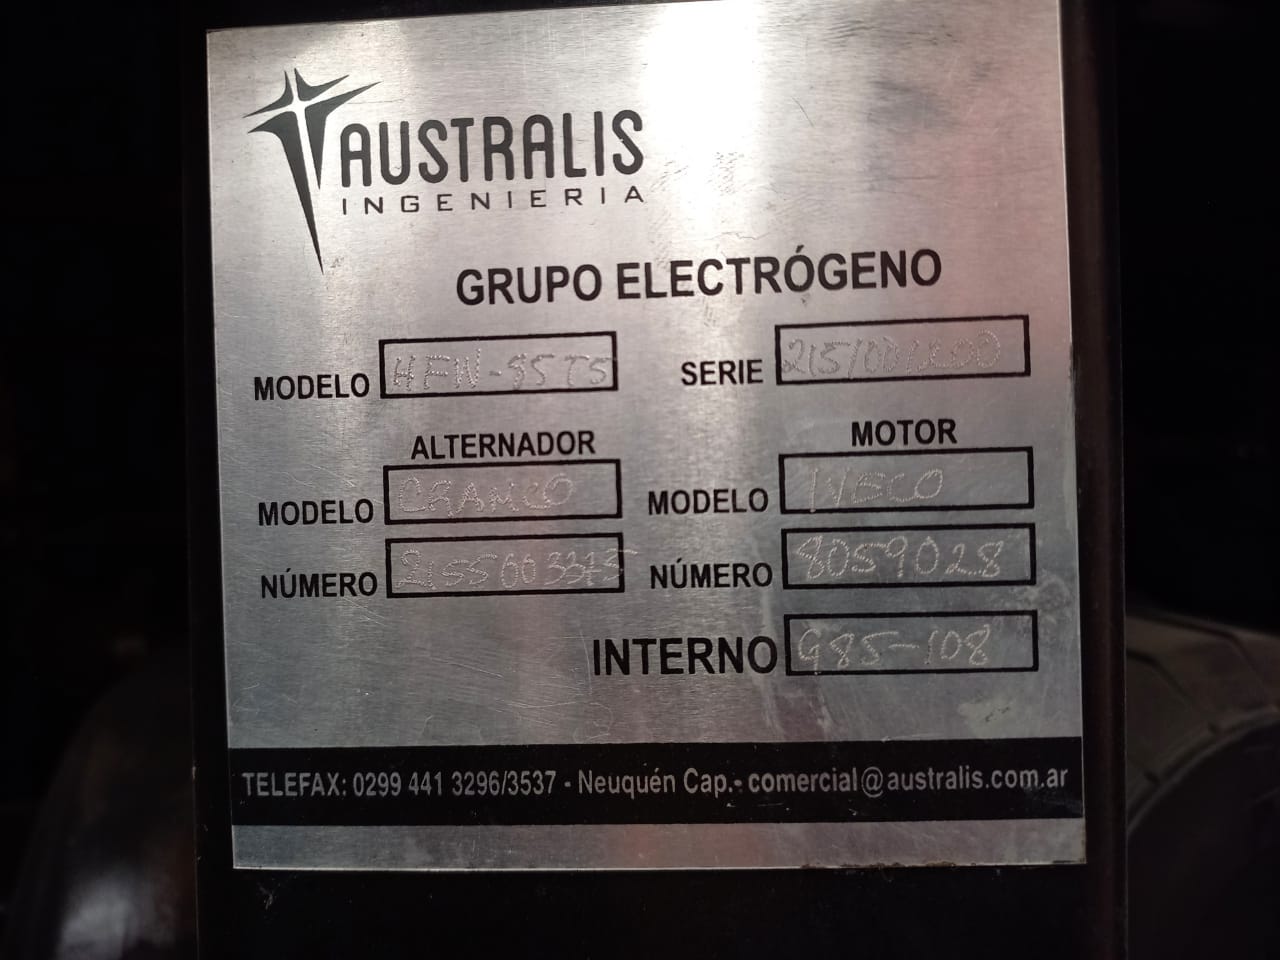 AUSTRALIS
INGENIERIA
GRUPO ELECTRÓGENO
MODELO HFW-85T5 SERIE
ALTERNADOR MOTOR
MODELO CRAMCO MODELO IVECO
NÚMERO NÚMERO 8059028
INTERNO G85-108
TELEFAX: 0299 441 3296/3537 - Neuquén Cap.- comercial@australis.com.ar